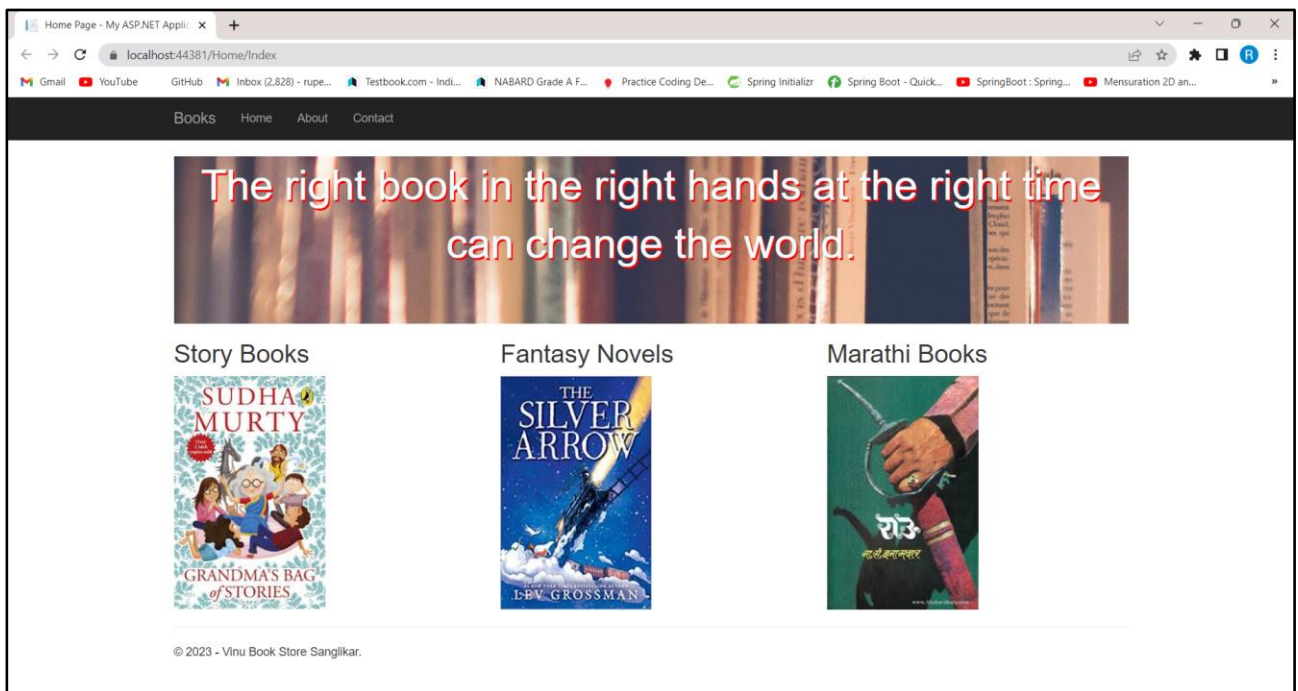 Home Page - My ASP.NET Applic
localhost:44381/Home/Index
Gmail YouTube GitHub Inbox (2,828) - rupe... Testbook.com - Indi... NABARD Grade A F... Practice Coding De... Spring Initializr Spring Boot - Quick... SpringBoot : Spring... Mensuration 2D an... »
R
Books Home About Contact
The right book in the right hands at the right time
can change the world.
Story Books
Fantasy Novels
Marathi Books
SUDHA
MURTY
GRANDMA'S BAG
of STORIES
THE
SILVER
ARROW
LEV GROSSMAN
राऊ
ना.सं.इनामदार
© 2023 - Vinu Book Store Sanglikar.